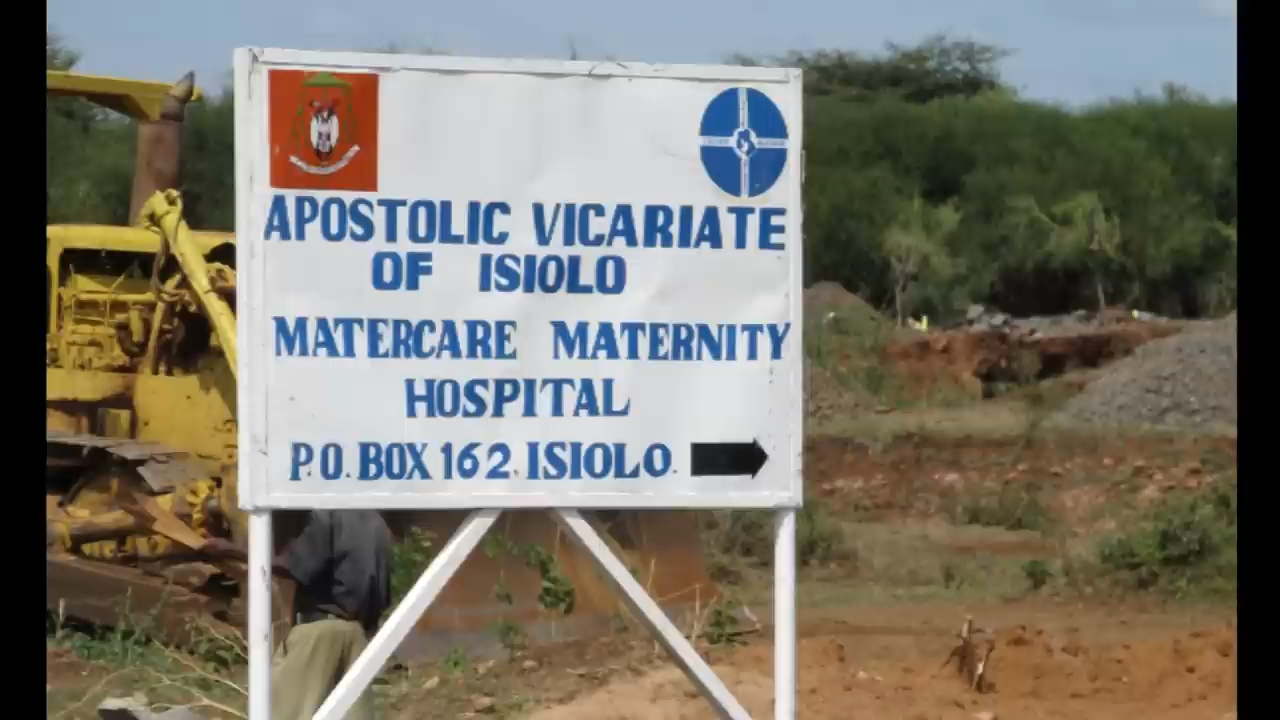 APOSTOLIC VICARIATE
OF ISIOLO
MATERCARE MATERNITY
HOSPITAL
P.O. BOX 162, ISIOLO.